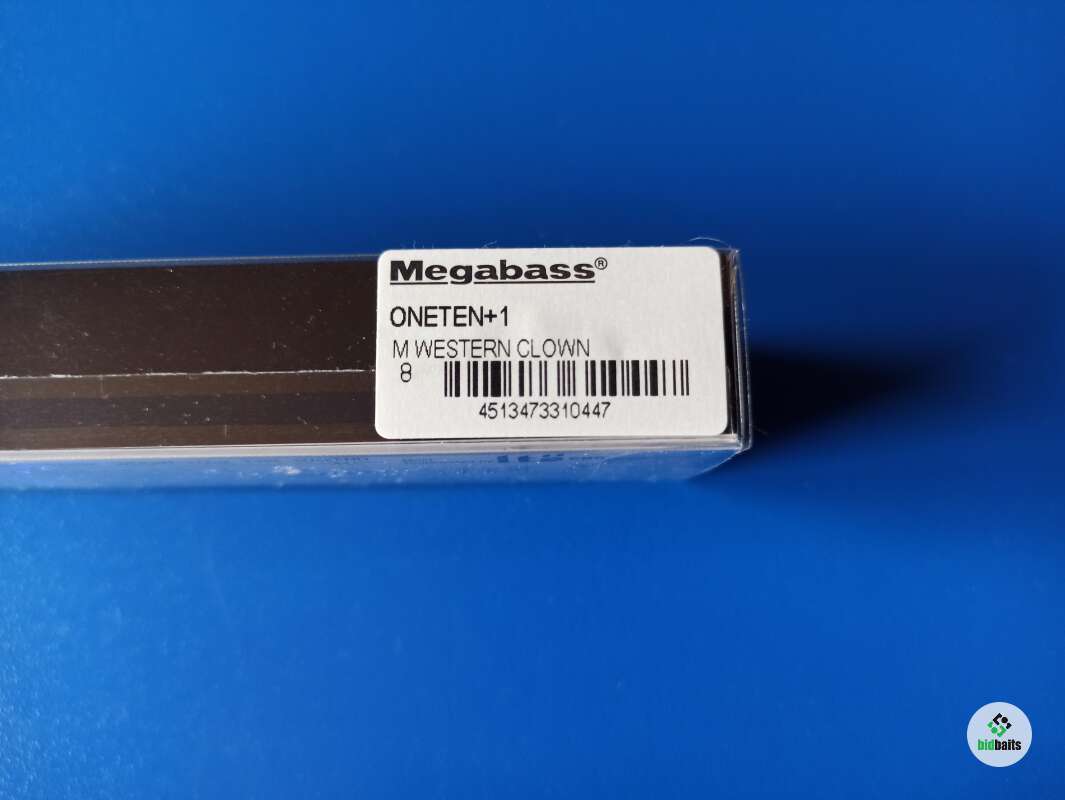 Megabass®
ONETEN+1
M WESTERN CLOWN
8
4513473310447
bidbaits